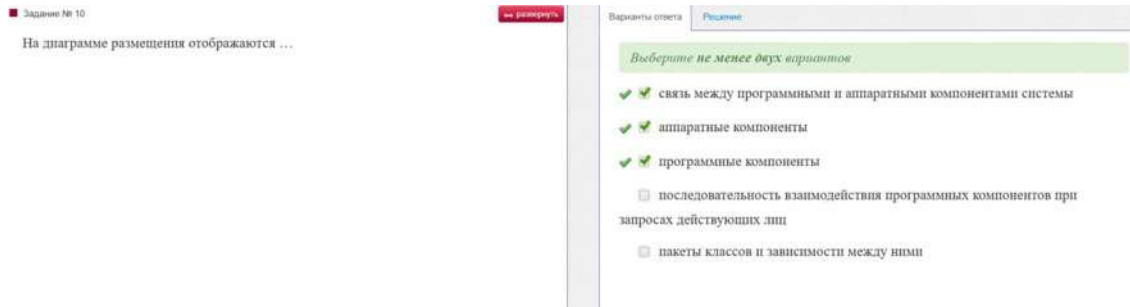 Задание № 10
развернуть
На диаграмме размещения отображаются …
Варианты ответа
Решение
Выберите не менее двух вариантов
связь между программными и аппаратными компонентами системы
аппаратные компоненты
программные компоненты
последовательность взаимодействия программных компонентов при
запросах действующих лиц
пакеты классов и зависимости между ними